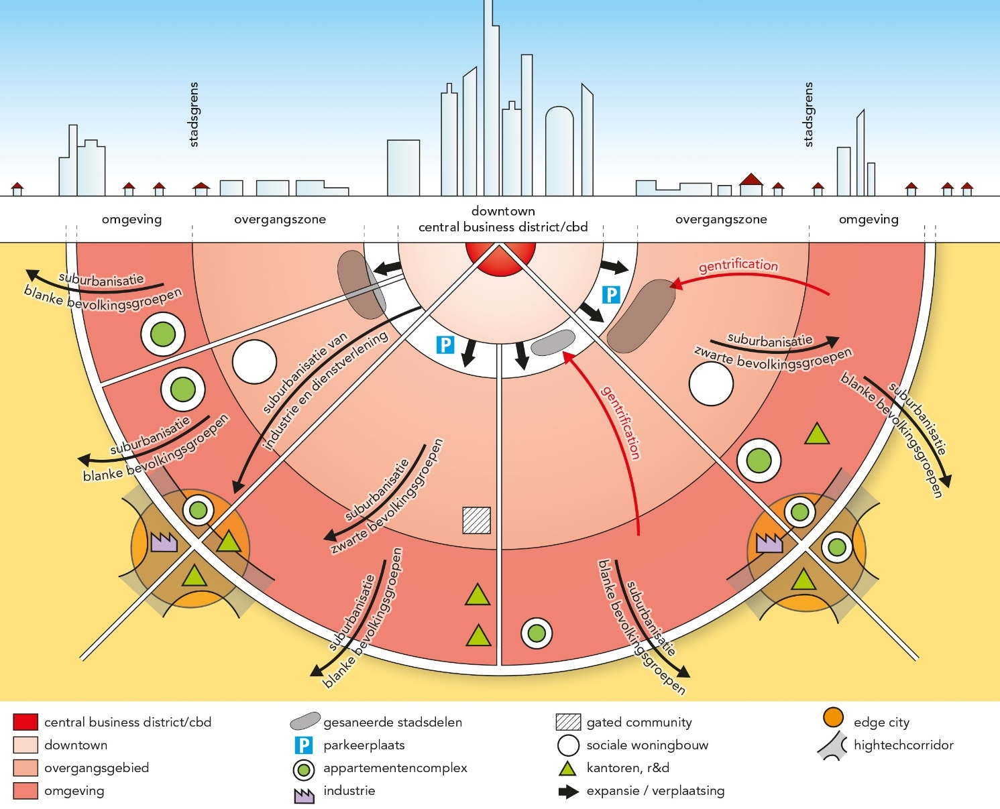 stadsgrens
stadsgrens
omgeving
overgangszone
downtown
central business district/cbd
overgangszone
omgeving
suburbanisatie
blanke bevolkingsgroepen
gentrification
P
suburbanisatie van
industrie en dienstverlening
P
suburbanisatie
zwarte bevolkingsgroepen
suburbanisatie
blanke bevolkingsgroepen
gentrification
suburbanisatie
blanke bevolkingsgroepen
suburbanisatie
zwarte bevolkingsgroepen
suburbanisatie
blanke bevolkingsgroepen
suburbanisatie
blanke bevolkingsgroepen
central business district/cbd
downtown
overgangsgebied
omgeving
gesaneerde stadsdelen
P parkeerplaats
appartementencomplex
industrie
gated community
sociale woningbouw
kantoren, r&d
expansie / verplaatsing
edge city
hightechcorridor